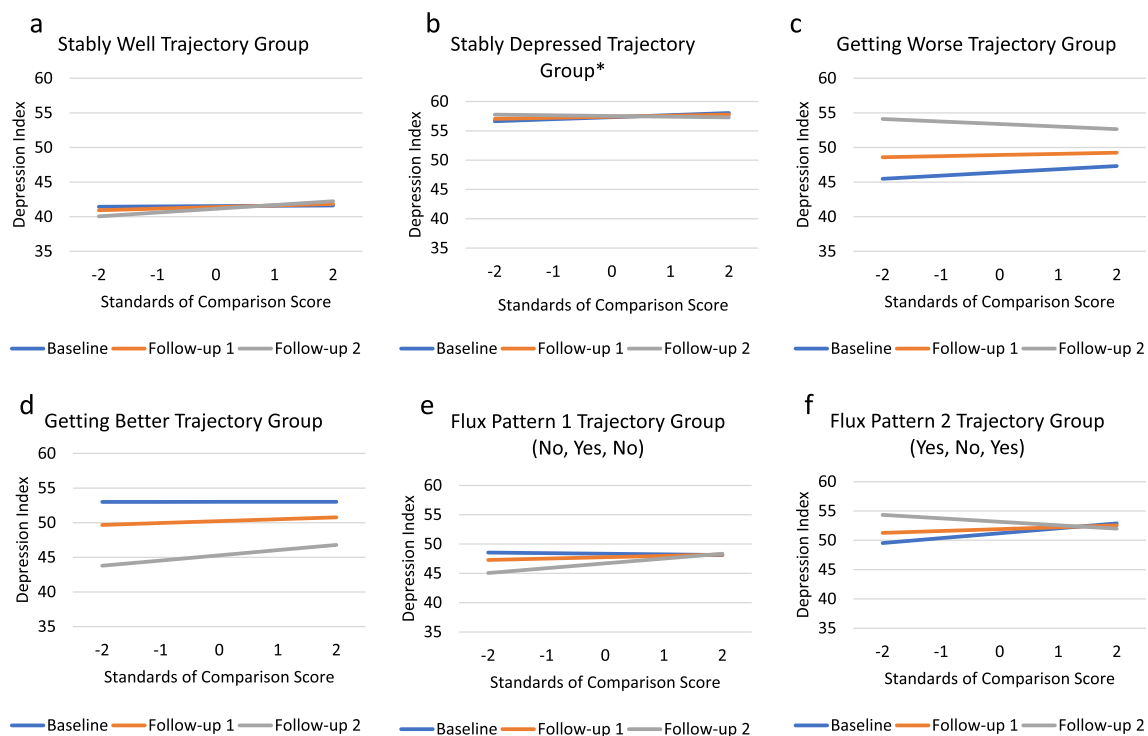 a
Stably Well Trajectory Group
60
55
50
45
40
35
Depression Index
-2 -1 0 1 2
Standards of Comparison Score
Baseline Follow-up 1 Follow-up 2
b
Stably Depressed Trajectory
Group*
60
55
50
45
40
35
Depression Index
-2 -1 0 1 2
Standards of Comparison Score
Baseline Follow-up 1 Follow-up 2
c
Getting Worse Trajectory Group
60
55
50
45
40
35
Depression Index
-2 -1 0 1 2
Standards of Comparison Score
Baseline Follow-up 1 Follow-up 2
d
Getting Better Trajectory Group
60
55
50
45
40
35
Depression Index
-2 -1 0 1 2
Standards of Comparison Score
Baseline Follow-up 1 Follow-up 2
e
Flux Pattern 1 Trajectory Group
(No, Yes, No)
60
55
50
45
40
35
Depression Index
-2 -1 0 1 2
Standards of Comparison Score
Baseline Follow-up 1 Follow-up 2
f
Flux Pattern 2 Trajectory Group
(Yes, No, Yes)
60
55
50
45
40
35
Depression Index
-2 -1 0 1 2
Standards of Comparison Score
Baseline Follow-up 1 Follow-up 2